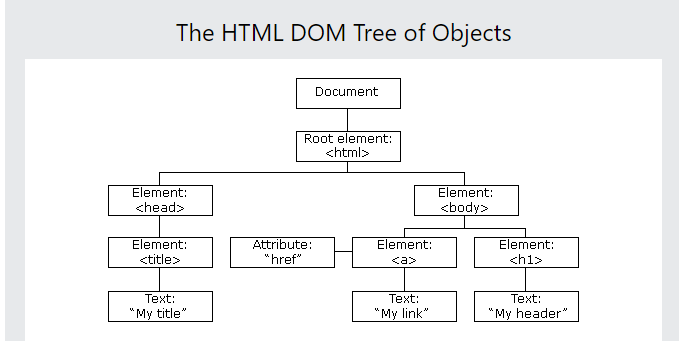 The HTML DOM Tree of Objects
Document
Root element:
<html>
Element:
<head>
Element:
<body>
Element:
<title>
Attribute:
"href"
Element:
<a>
Element:
<h1>
Text:
"My title"
Text:
"My link"
Text:
"My header"